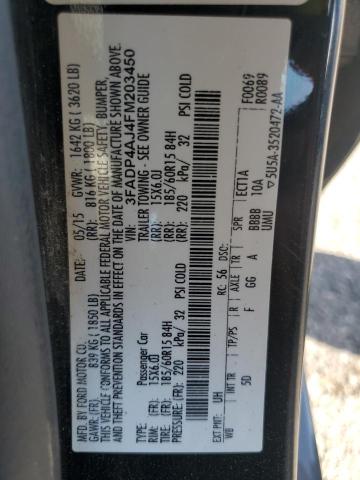 MFD. BY FORD MOTOR CO.
05/15 GVWR: 1642 KG ( 3620 LB)
GAWR: (FR): 839 KG ( 1850 LB) (RR): 816 KG ( 1800 LB)
CONFORMS TO ALL APPLICABLE FEDERAL MOTOR VEHICLE SAFETY, BUMPER,
AND THEFT PREVENTION STANDARDS IN EFFECT ON THE DATE OF MANUFACTURE SHOWN ABOVE.
VIN: 3FADP4AJ4FM203450
TYPE: Passenger Car TRAILER TOWING - SEE OWNER GUIDE
RIM: (FR): 15X6.0J (RR): 15X6.0J
TIRE: (FR): 185/60R15 84H (RR): 185/60R15 84H
PRESSURE: (FR): 220 kPa/ 32 PSI COLD (RR): 220 kPa/ 32 PSI COLD
EXT PNT: UH RC: 56 DSO: ECT1A F0069
WB INT TR TP/PS R AXLE TR SPR R0089
5D F GG A BBBB 10A
UMU
5U5A-3520472-AA